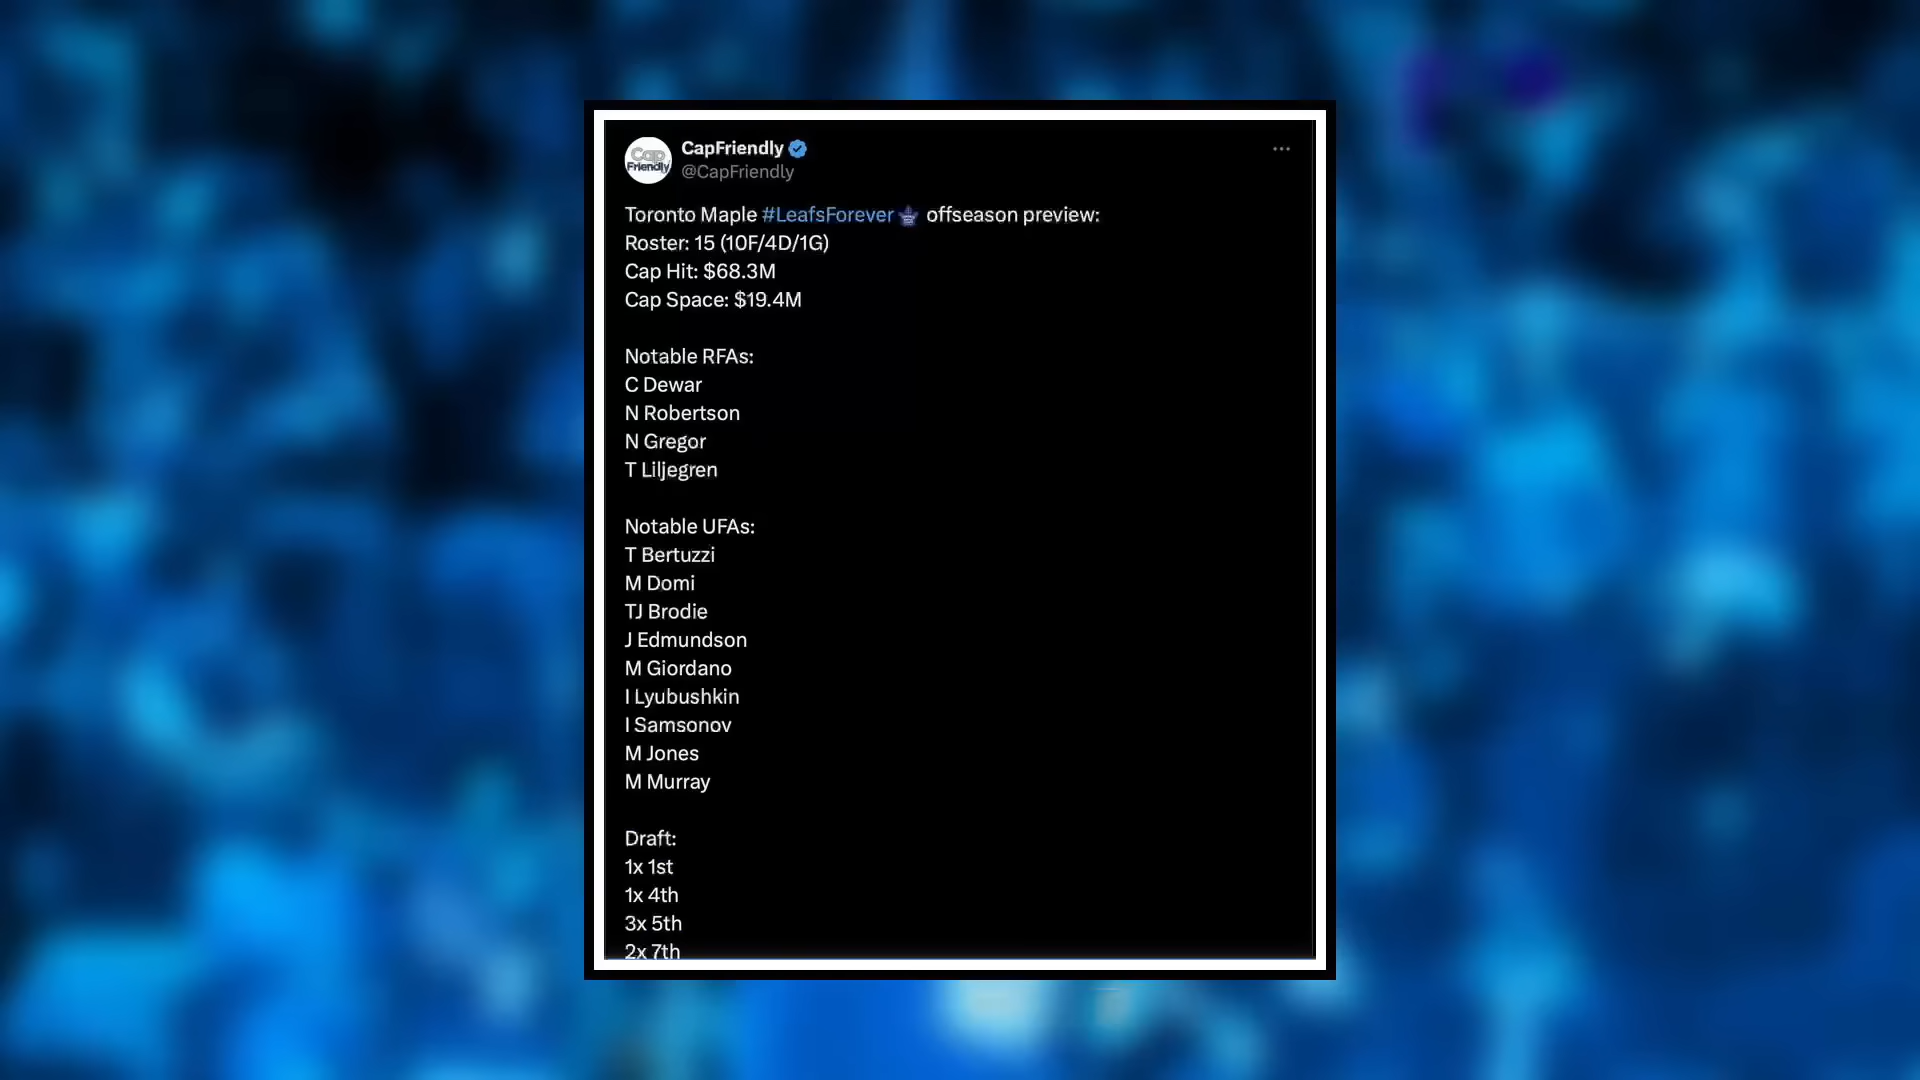 Cap
Friendly
CapFriendly
@CapFriendly
Toronto Maple #LeafsForever offseason preview:
Roster: 15 (10F/4D/1G)
Cap Hit: $68.3M
Cap Space: $19.4M
Notable RFAs:
C Dewar
N Robertson
N Gregor
T Liljegren
Notable UFAs:
T Bertuzzi
M Domi
TJ Brodie
J Edmundson
M Giordano
I Lyubushkin
I Samsonov
M Jones
M Murray
Draft:
1x 1st
1x 4th
3x 5th
2x 7th